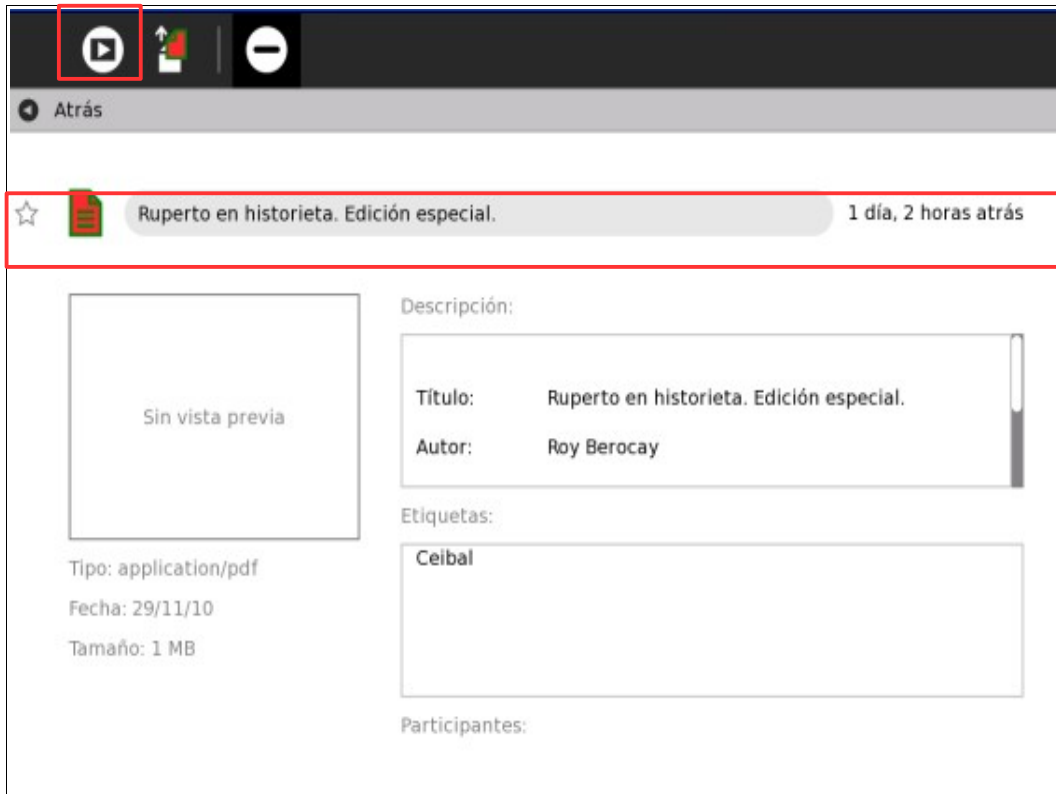 Atrás
Ruperto en historieta. Edición especial.
1 día, 2 horas atrás
Sin vista previa
Descripción:
Título: Ruperto en historieta. Edición especial.
Autor: Roy Berocay
Etiquetas:
Ceibal
Tipo: application/pdf
Fecha: 29/11/10
Tamaño: 1 MB
Participantes: